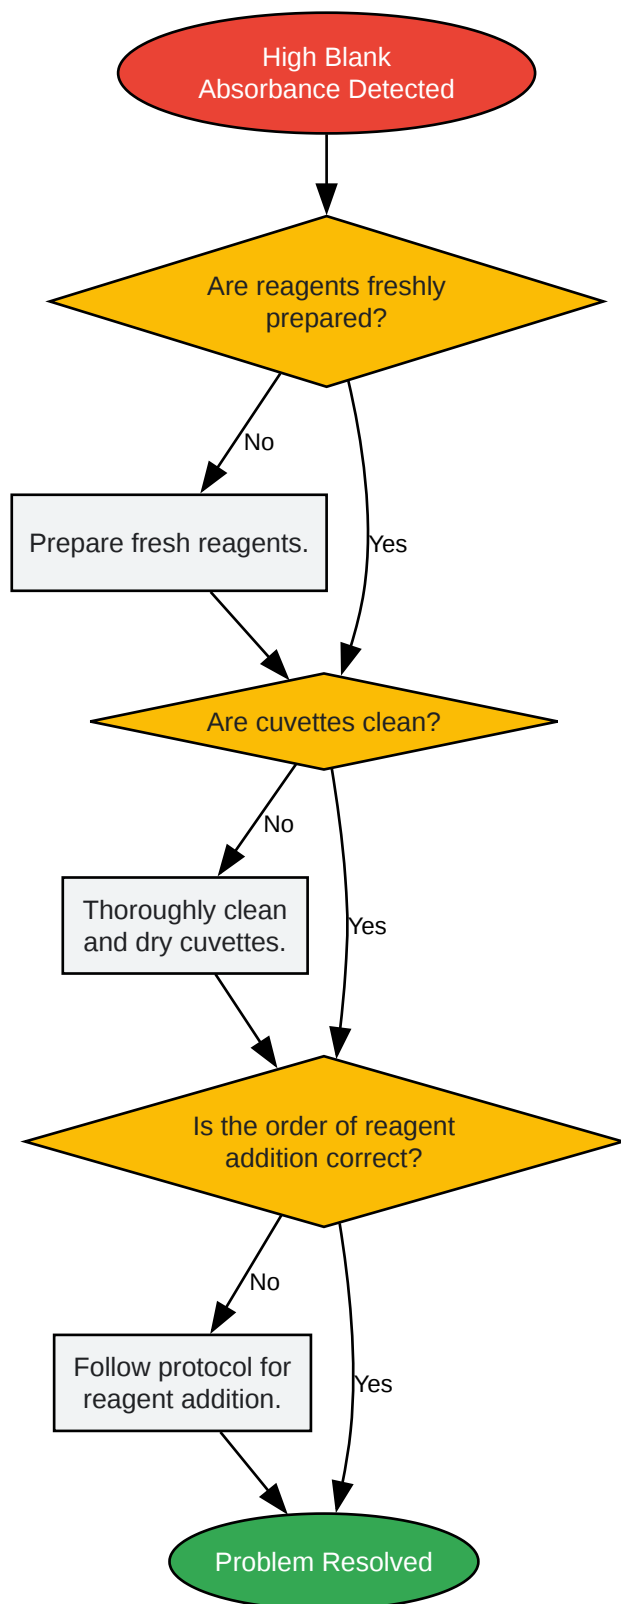 High Blank
Absorbance Detected
Are reagents freshly
prepared?
No
Prepare fresh reagents.
Yes
Are cuvettes clean?
No
Thoroughly clean
and dry cuvettes.
Yes
Is the order of reagent
addition correct?
No
Follow protocol for
reagent addition.
Yes
Problem Resolved